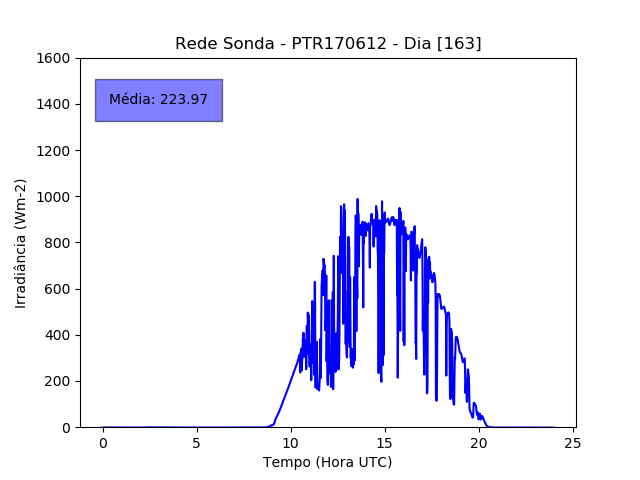 Rede Sonda - PTR170612 - Dia [163]
Média: 223.97
Irradiância (Wm-2)
1600
1400
1200
1000
800
600
400
200
0
0 5 10 15 20 25
Tempo (Hora UTC)